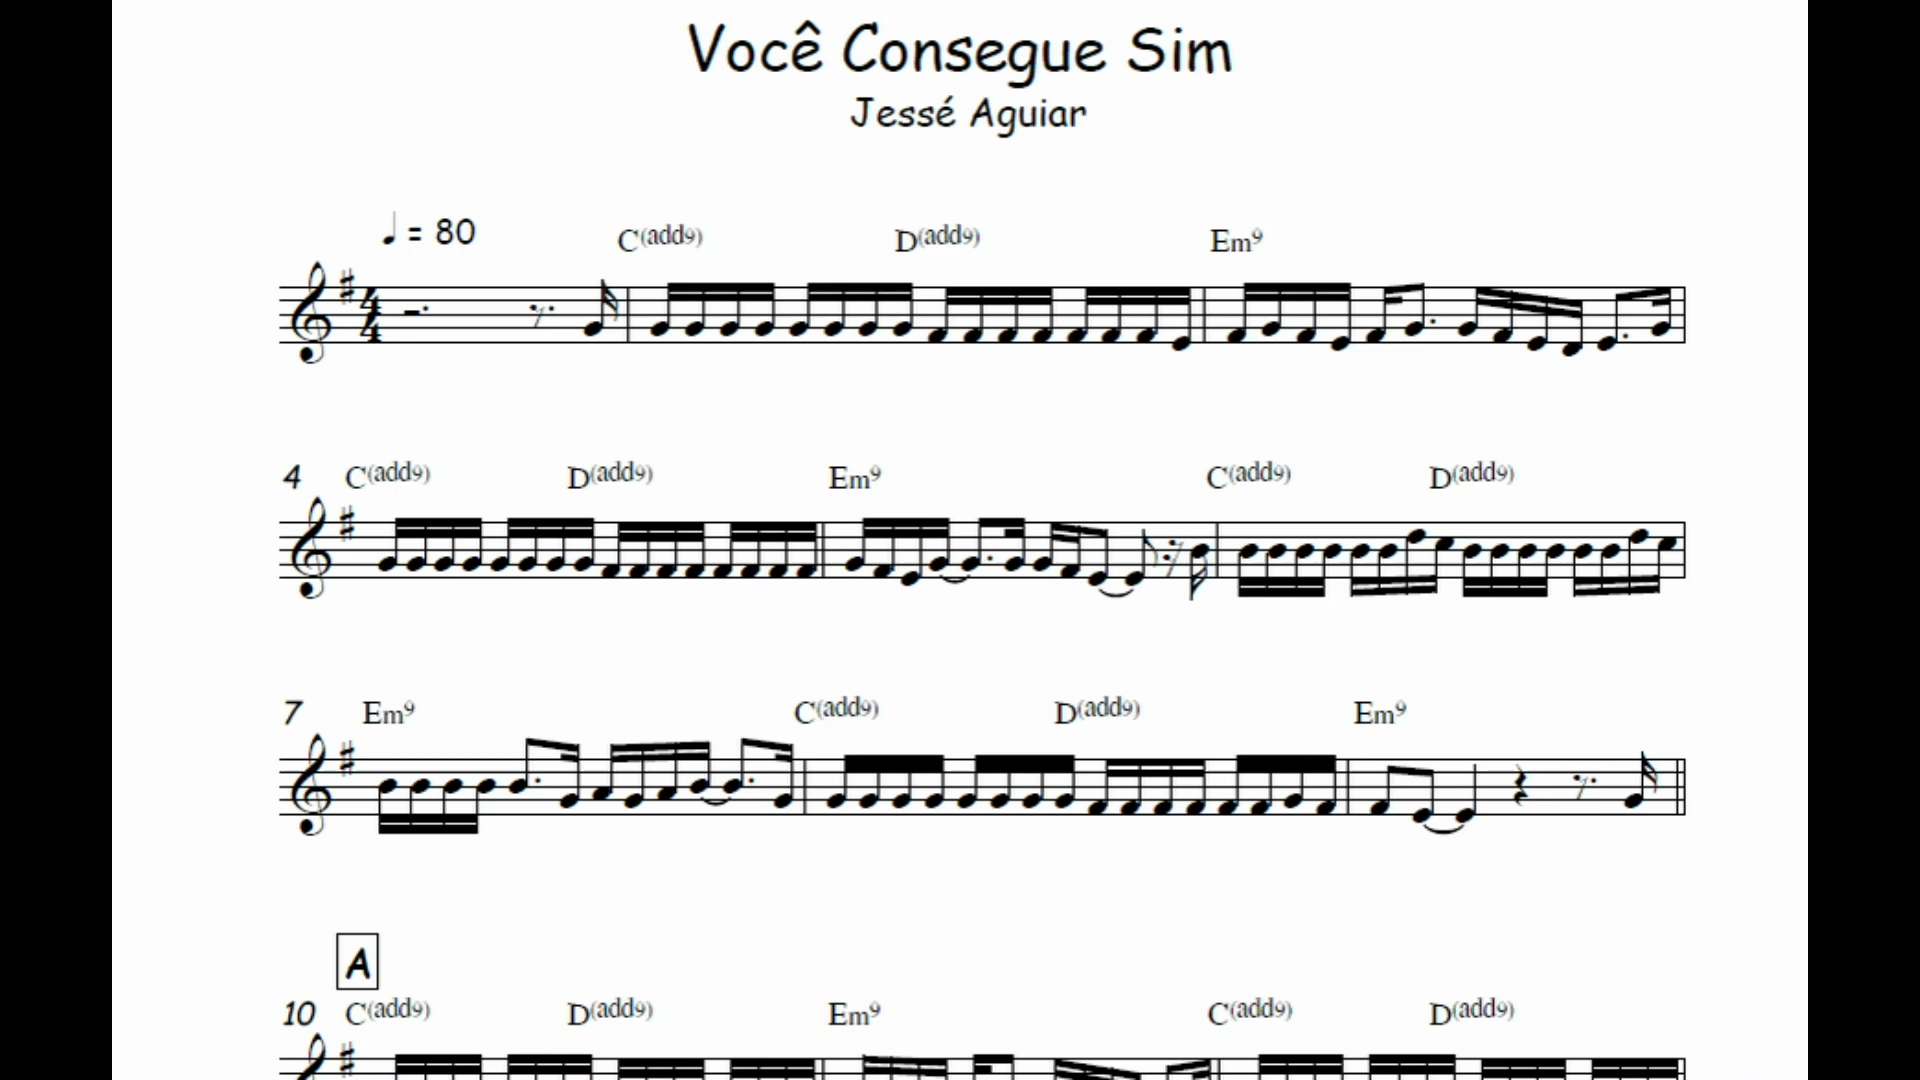 Você Consegue Sim
Jessé Aguiar
♩ = 80
C(add9) D(add9) Em9
4 C(add9) D(add9) Em9 C(add9) D(add9)
7 Em9 C(add9) D(add9) Em9
A
10 C(add9) D(add9) Em9 C(add9) D(add9)